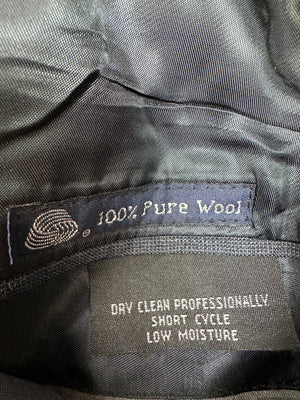 ® 100% Pure Wool
DRY CLEAN PROFESSIONALLY
SHORT CYCLE
LOW MOISTURE